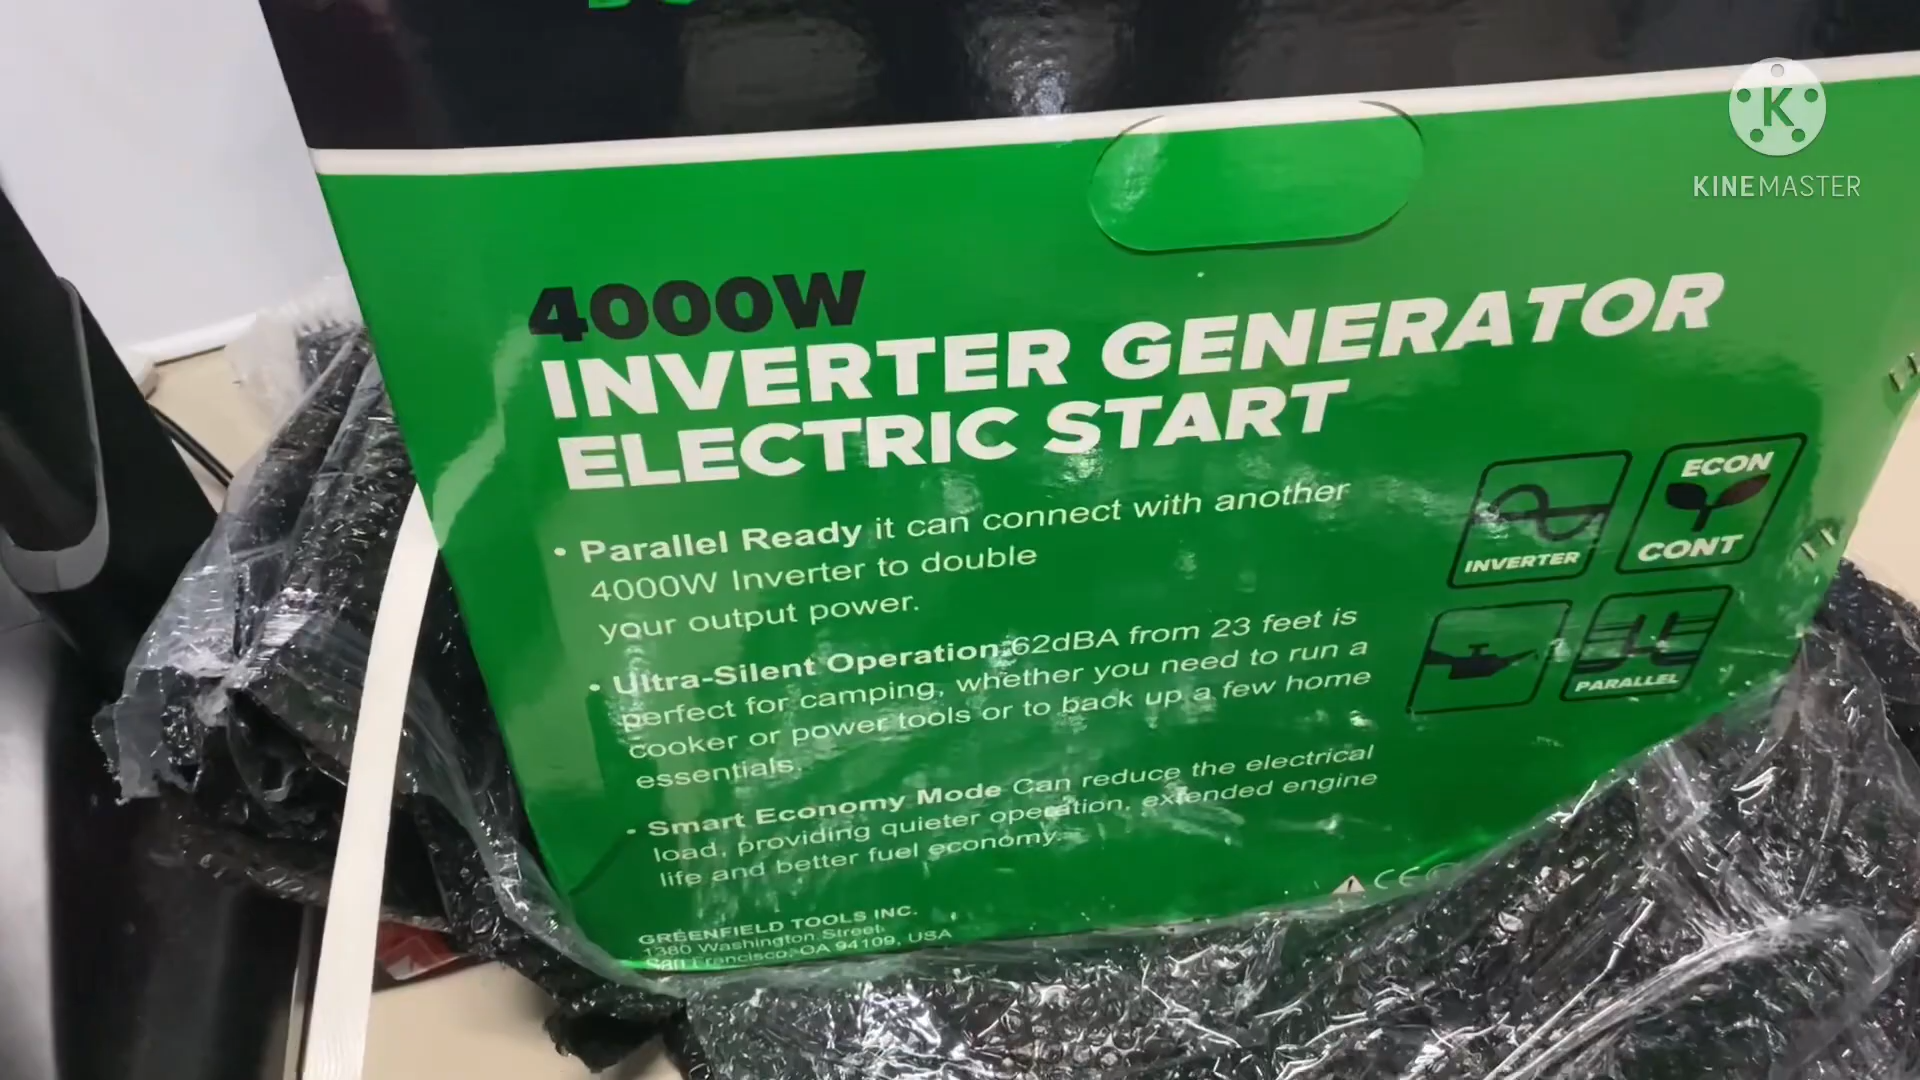 K
KINEMASTER
4000W
INVERTER GENERATOR
ELECTRIC START
• Parallel Ready it can connect with another
4000W Inverter to double
your output power.
• Ultra-Silent Operation:62dBA from 23 feet is
perfect for camping, whether you need to run a
cooker or power tools or to back up a few home
essentials.
• Smart Economy Mode Can reduce the electrical
load, providing quieter operation, extended engine
life and better fuel economy.
GREENFIELD TOOLS INC.
1380 Washington Street,
San Francisco, CA 94109, USA
INVERTER
ECON
CONT
PARALLEL
CE